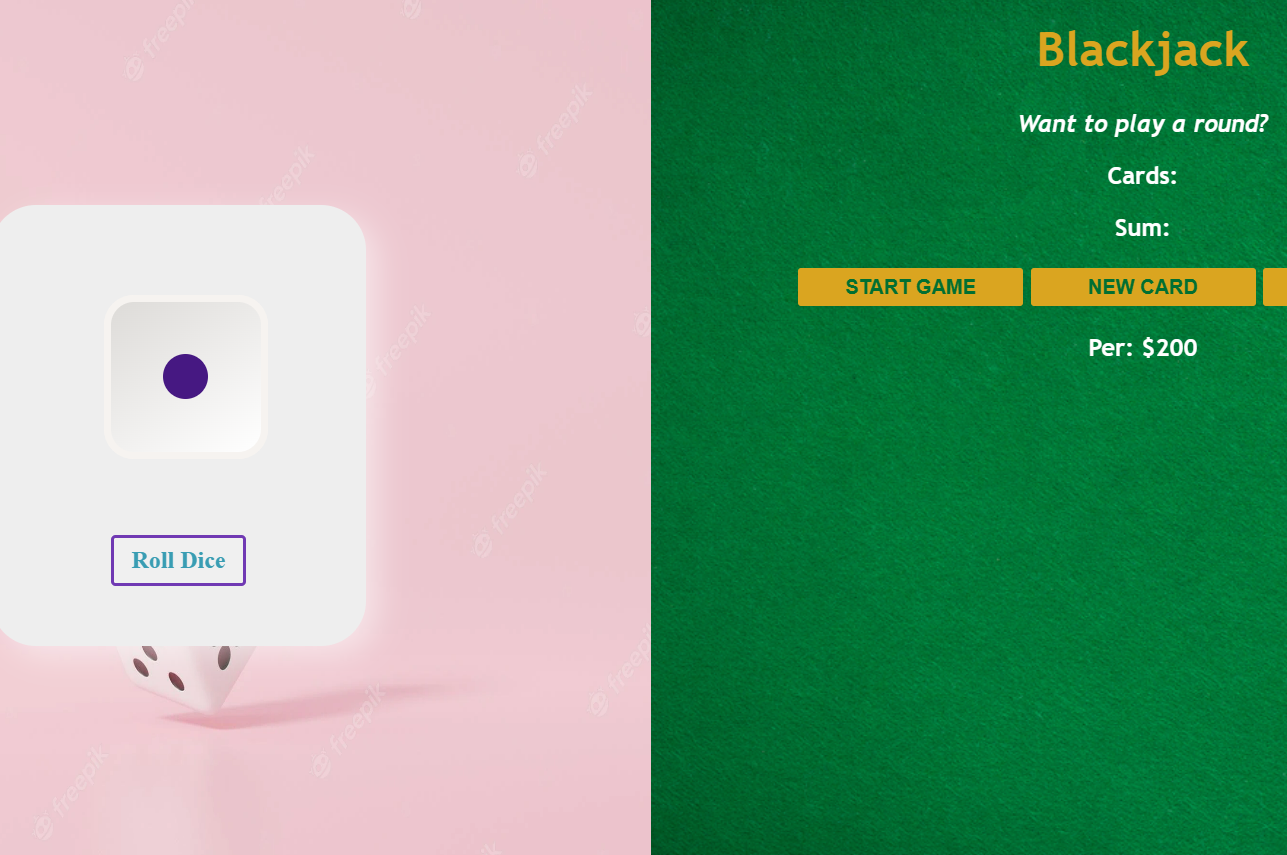 freepik
freepik
freepik
freepik
freepik
freepik
freepik
freepik
Roll Dice
Blackjack
Want to play a round?
Cards:
Sum:
START GAME NEW CARD
Per: $200